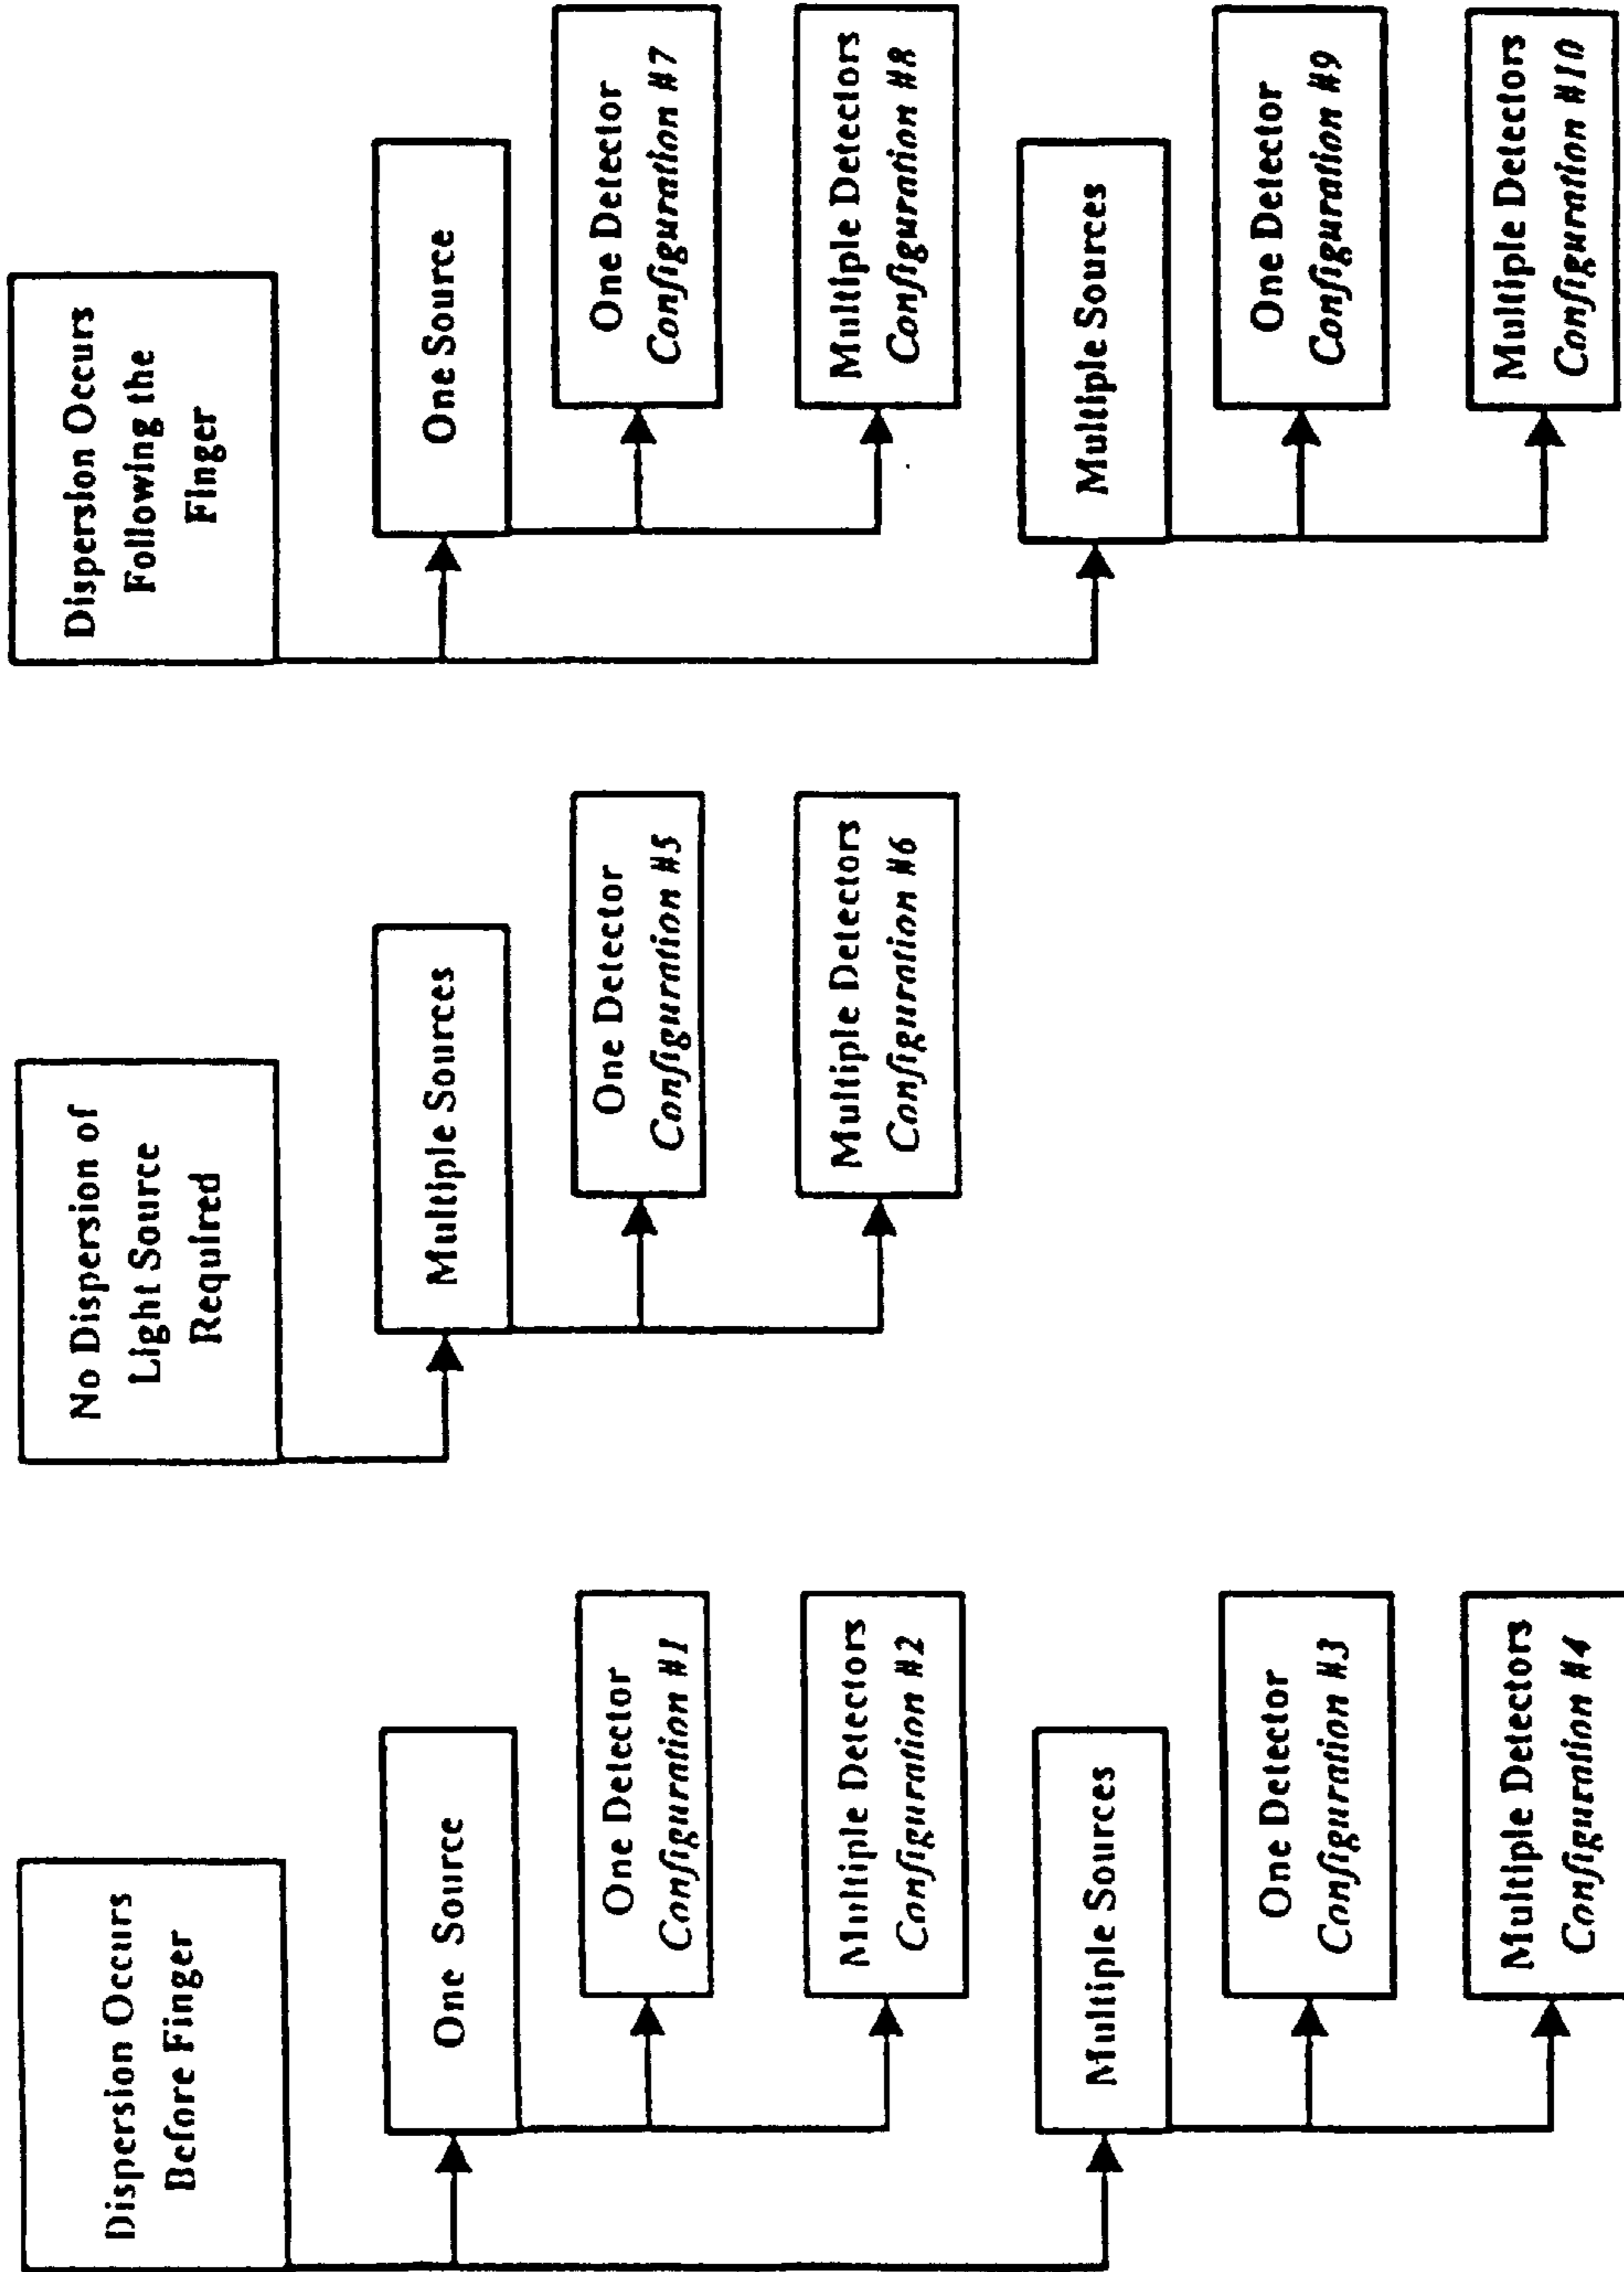 Dispersion Occurs
Before Finger
One Source
One Detector
Configuration #1
Multiple Detectors
Configuration #2
Multiple Sources
One Detector
Configuration #3
Multiple Detectors
Configuration #4
No Dispersion of
Light Source
Required
Multiple Sources
One Detector
Configuration #5
Multiple Detectors
Configuration #6
Dispersion Occurs
Following the
Finger
One Source
One Detector
Configuration #7
Multiple Detectors
Configuration #8
Multiple Sources
One Detector
Configuration #9
Multiple Detectors
Configuration #10